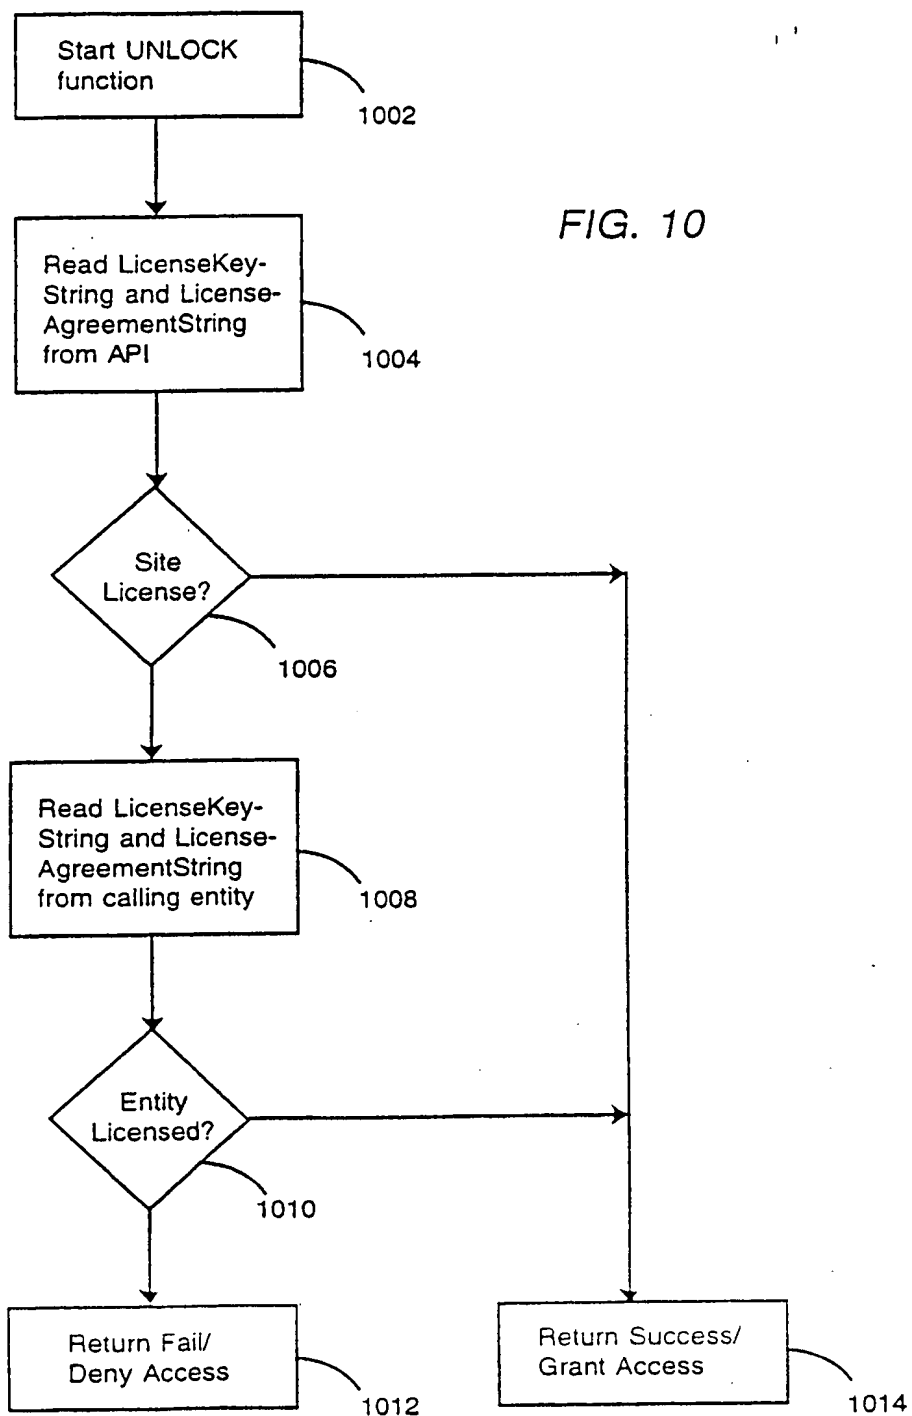 Start UNLOCK
function
1002
FIG. 10
Read LicenseKey-
String and License-
AgreementString
from API
1004
Site
License?
1006
Read LicenseKey-
String and License-
AgreementString
from calling entity
1008
Entity
Licensed?
1010
Return Fail/
Deny Access
1012
Return Success/
Grant Access
1014